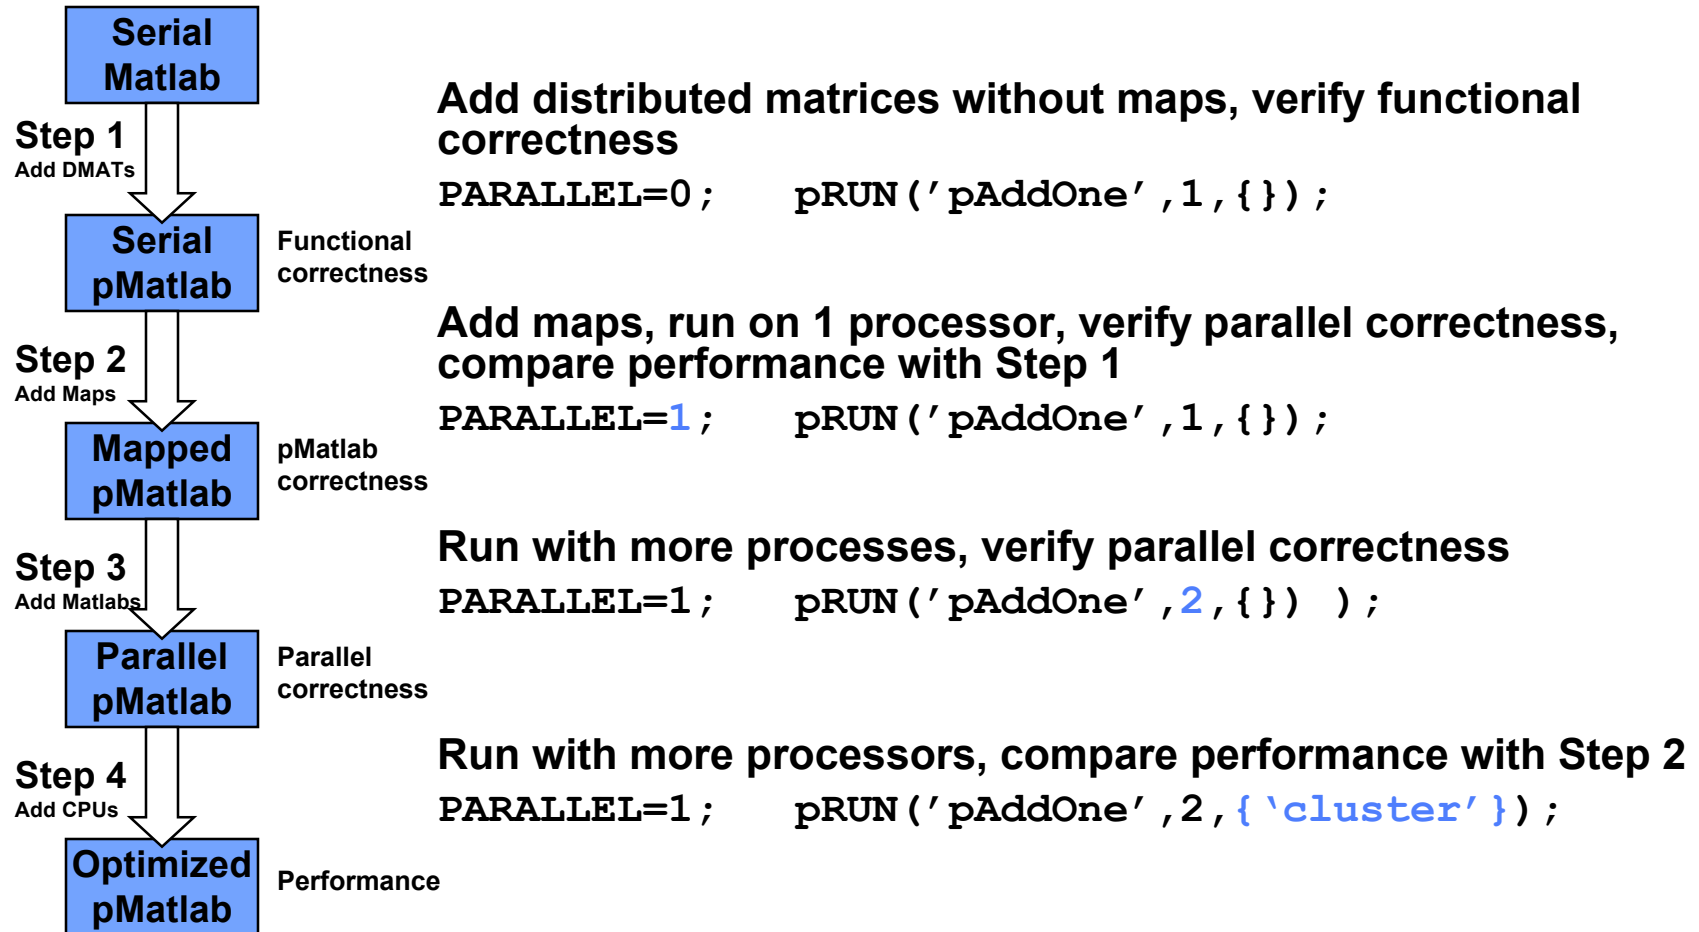 Serial
Matlab
Step 1
Add DMATs
Add distributed matrices without maps, verify functional
correctness
PARALLEL=0;   pRUN(’pAddOne’,1,{});
Serial
pMatlab
Functional
correctness
Step 2
Add Maps
Add maps, run on 1 processor, verify parallel correctness,
compare performance with Step 1
PARALLEL=1;   pRUN(’pAddOne’,1,{});
Mapped
pMatlab
pMatlab
correctness
Step 3
Add Matlabs
Run with more processes, verify parallel correctness
PARALLEL=1;   pRUN(’pAddOne’,2,{}) );
Parallel
pMatlab
Parallel
correctness
Step 4
Add CPUs
Run with more processors, compare performance with Step 2
PARALLEL=1;   pRUN(’pAddOne’,2,{‘cluster’});
Optimized
pMatlab
Performance